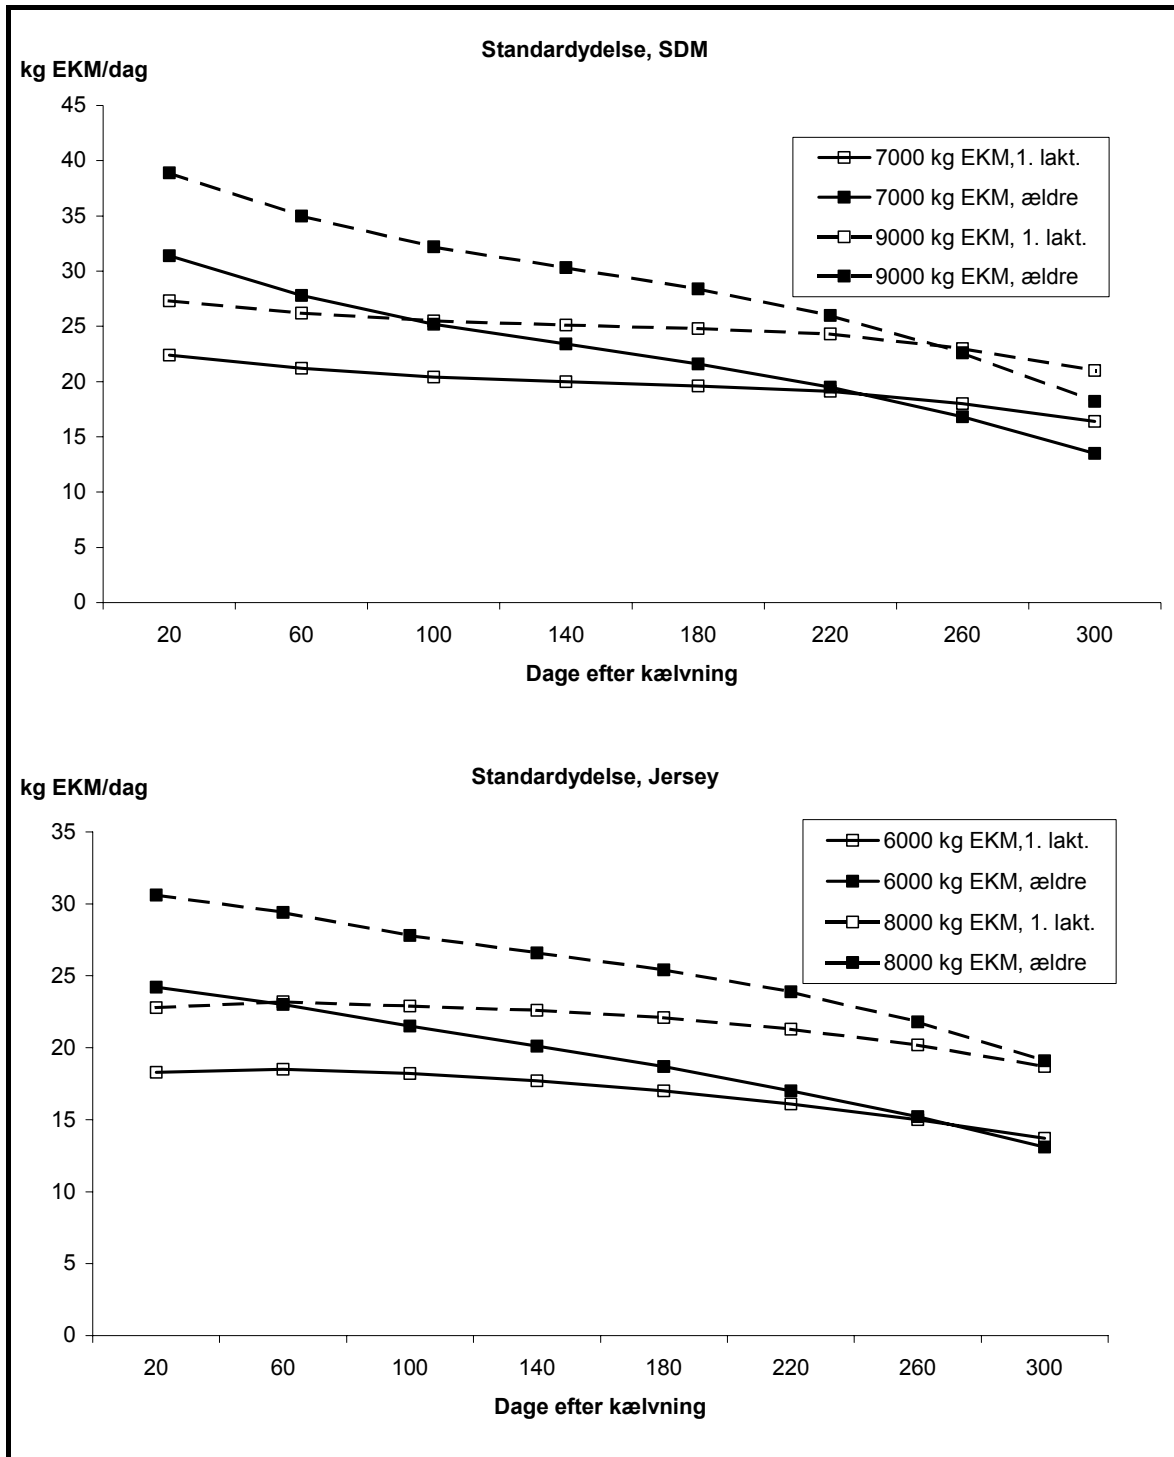 Standardydelse, SDM
kg EKM/dag
45
40
35
30
25
20
15
10
5
0
7000 kg EKM,1. lakt.
7000 kg EKM, ældre
9000 kg EKM, 1. lakt.
9000 kg EKM, ældre
20 60 100 140 180 220 260 300
Dage efter kælvning
Standardydelse, Jersey
kg EKM/dag
35
30
25
20
15
10
5
0
6000 kg EKM,1. lakt.
6000 kg EKM, ældre
8000 kg EKM, 1. lakt.
8000 kg EKM, ældre
20 60 100 140 180 220 260 300
Dage efter kælvning